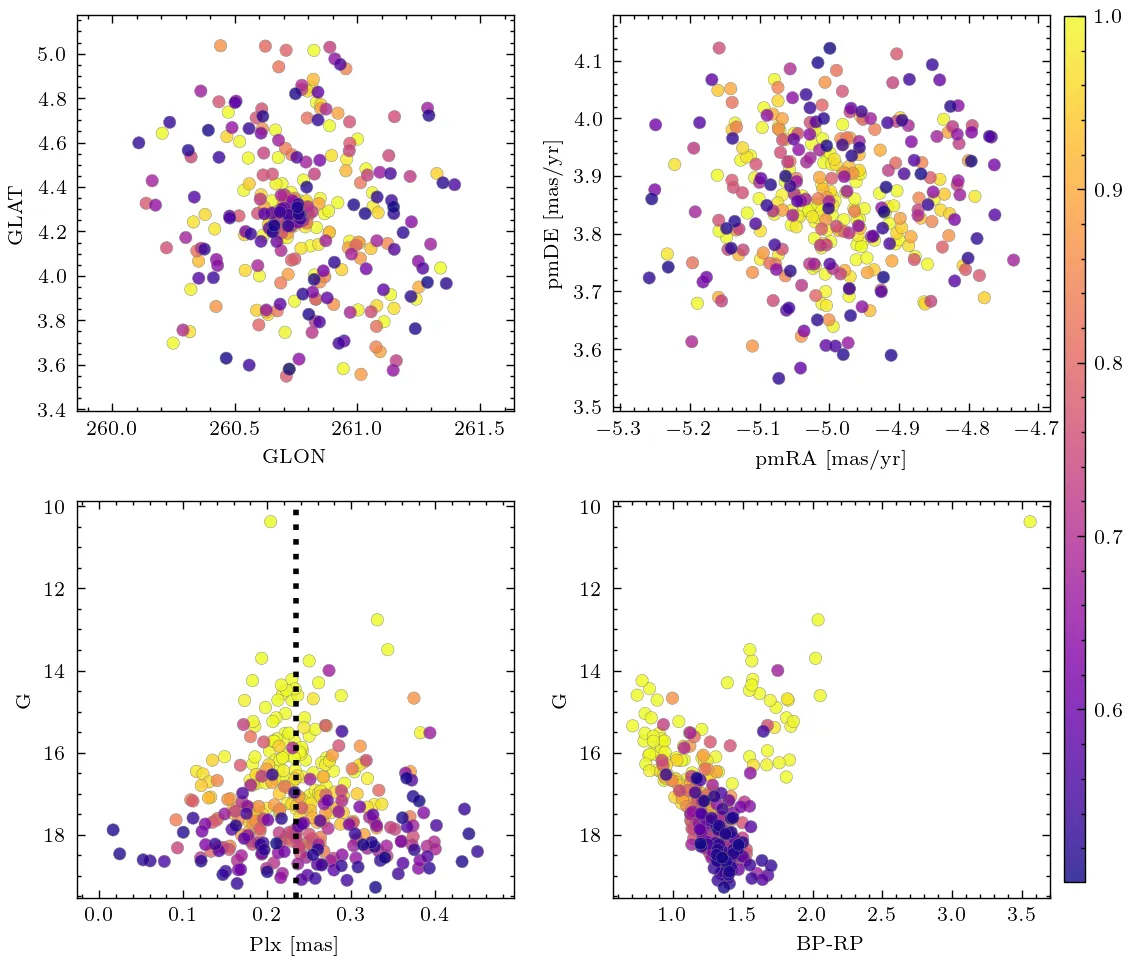 5.0
4.8
4.6
4.4
4.2
4.0
3.8
3.6
3.4
GLAT
260.0 260.5 261.0 261.5
GLON
4.1
4.0
3.9
3.8
3.7
3.6
3.5
pmDE [mas/yr]
−5.3 −5.2 −5.1 −5.0 −4.9 −4.8 −4.7
pmRA [mas/yr]
1.0
0.9
0.8
0.7
0.6
10
12
14
16
18
G
0.0 0.1 0.2 0.3 0.4
Plx [mas]
10
12
14
16
18
G
1.0 1.5 2.0 2.5 3.0 3.5
BP-RP